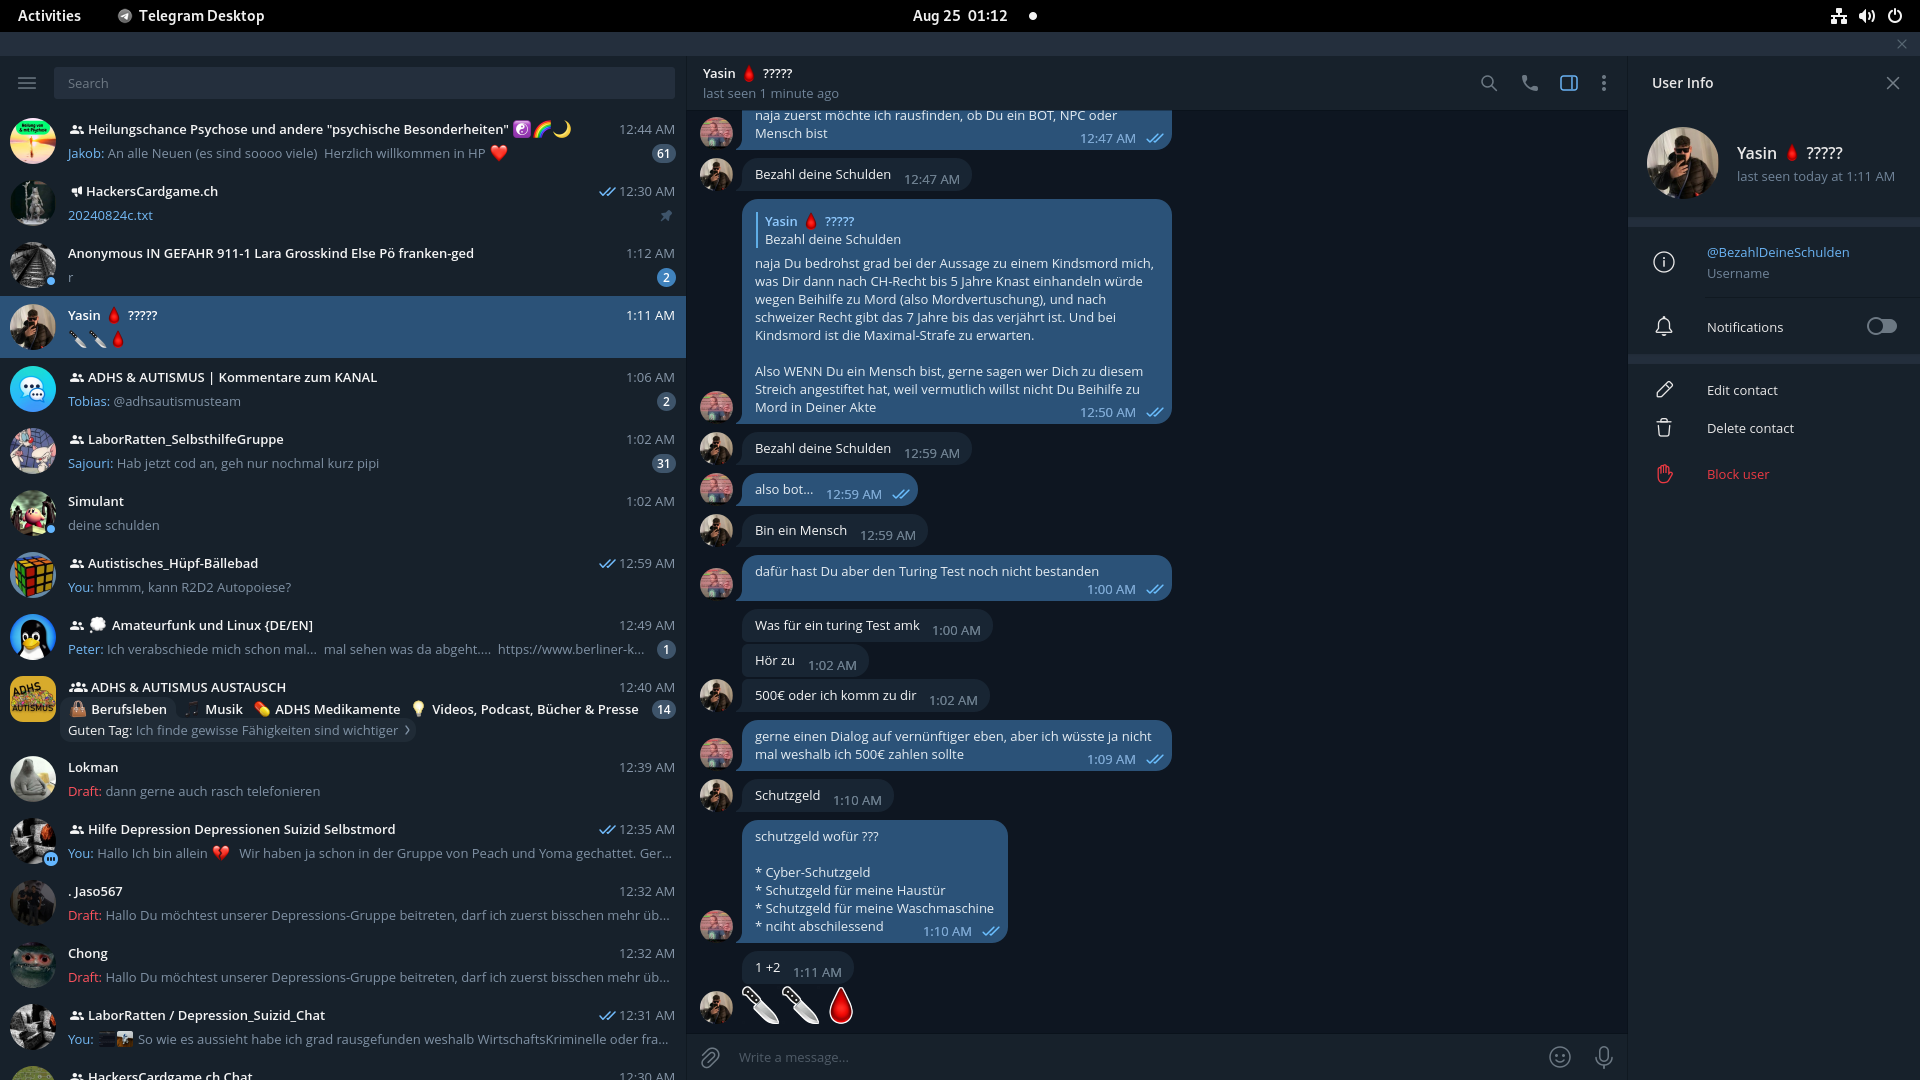 Activities
Telegram Desktop
Aug 25 01:12
Search
Heilungschance Psychose und andere "psychische Besonderheiten" ☯️🌈🌙
12:44 AM
Jakob: An alle Neuen (es sind soooo viele) Herzlich willkommen in HP ❤️
61
HackersCardgame.ch
12:30 AM
20240824c.txt
Anonymous IN GEFAHR 911-1 Lara Grosskind Else Pö franken-ged
1:12 AM
r
2
Yasin 🩸 ?????
1:11 AM
🔪🔪🩸
ADHS & AUTISMUS | Kommentare zum KANAL
1:06 AM
Tobias: @adhsautismusteam
2
LaborRatten_SelbsthilfeGruppe
1:02 AM
Sajouri: Hab jetzt cod an, geh nur nochmal kurz pipi
31
Simulant
1:02 AM
deine schulden
Autistisches_Hüpf-Bällebad
12:59 AM
You: hmmm, kann R2D2 Autopoiese?
💭 Amateurfunk und Linux {DE/EN]
12:49 AM
Peter: Ich verabschiede mich schon mal... mal sehen was da abgeht.... https://www.berliner-k...
1
ADHS AUTISMUS
ADHS & AUTISMUS AUSTAUSCH
12:40 AM
👜 Berufsleben 🎵 Musik 💊 ADHS Medikamente 💡 Videos, Podcast, Bücher & Presse
14
Guten Tag: Ich finde gewisse Fähigkeiten sind wichtiger
Lokman
12:39 AM
Draft: dann gerne auch rasch telefonieren
Hilfe Depression Depressionen Suizid Selbstmord
12:35 AM
You: Hallo Ich bin allein 💔 Wir haben ja schon in der Gruppe von Peach und Yoma gechattet. Ger...
. Jaso567
12:32 AM
Draft: Hallo Du möchtest unserer Depressions-Gruppe beitreten, darf ich zuerst bisschen mehr üb...
Chong
12:32 AM
Draft: Hallo Du möchtest unserer Depressions-Gruppe beitreten, darf ich zuerst bisschen mehr üb...
LaborRatten / Depression_Suizid_Chat
12:31 AM
You: So wie es aussieht habe ich grad rausgefunden weshalb WirtschaftsKriminelle oder fra...
HackersCardgame.ch Chat
12:30 AM
Yasin 🩸 ?????
last seen 1 minute ago
naja zuerst möchte ich rausfinden, ob Du ein BOT, NPC oder
Mensch bist
12:47 AM
Bezahl deine Schulden 12:47 AM
Yasin 🩸 ?????
Bezahl deine Schulden
naja Du bedrohst grad bei der Aussage zu einem Kindsmord mich,
was Dir dann nach CH-Recht bis 5 Jahre Knast einhandeln würde
wegen Beihilfe zu Mord (also Mordvertuschung), und nach
schweizer Recht gibt das 7 Jahre bis das verjährt ist. Und bei
Kindsmord ist die Maximal-Strafe zu erwarten.
Also WENN Du ein Mensch bist, gerne sagen wer Dich zu diesem
Streich angestiftet hat, weil vermutlich willst nicht Du Beihilfe zu
Mord in Deiner Akte
12:50 AM
Bezahl deine Schulden 12:59 AM
also bot... 12:59 AM
Bin ein Mensch 12:59 AM
dafür hast Du aber den Turing Test noch nicht bestanden
1:00 AM
Was für ein turing Test amk 1:00 AM
Hör zu 1:02 AM
500€ oder ich komm zu dir 1:02 AM
gerne einen Dialog auf vernünftiger eben, aber ich wüsste ja nicht
mal weshalb ich 500€ zahlen sollte
1:09 AM
Schutzgeld 1:10 AM
schutzgeld wofür ???
* Cyber-Schutzgeld
* Schutzgeld für meine Haustür
* Schutzgeld für meine Waschmaschine
* nciht abschilessend
1:10 AM
1 +2 1:11 AM
🔪🔪🩸
Write a message...
User Info
Yasin 🩸 ?????
last seen today at 1:11 AM
@BezahlDeineSchulden
Username
Notifications
Edit contact
Delete contact
Block user